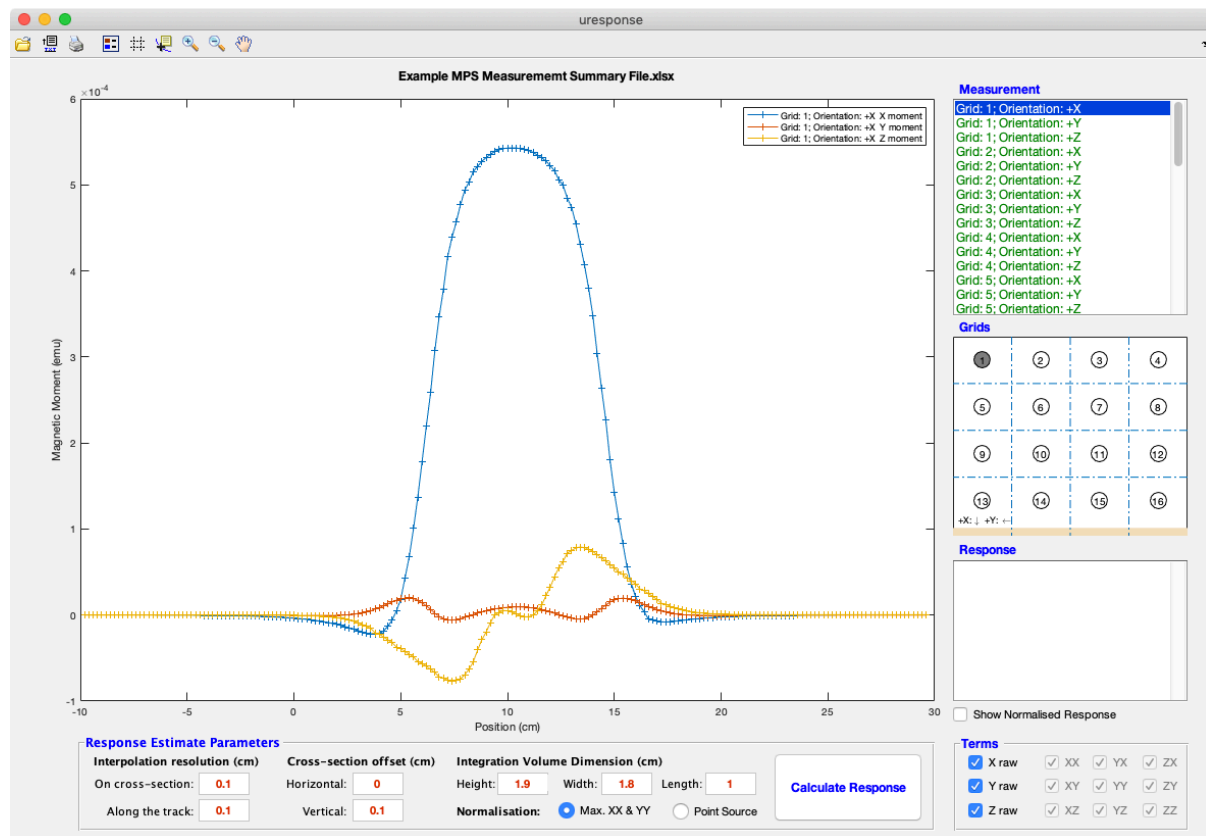 uresponse
TXT
Example MPS Measurememt Summary File.xlsx
×10⁻⁴
6
5
4
3
2
1
0
-1
-10
-5
0
5
10
15
20
25
30
Magnetic Moment (emu)
Position (cm)
Grid: 1; Orientation: +X X moment
Grid: 1; Orientation: +X Y moment
Grid: 1; Orientation: +X Z moment
Measurement
Grid: 1; Orientation: +X
Grid: 1; Orientation: +Y
Grid: 1; Orientation: +Z
Grid: 2; Orientation: +X
Grid: 2; Orientation: +Y
Grid: 2; Orientation: +Z
Grid: 3; Orientation: +X
Grid: 3; Orientation: +Y
Grid: 3; Orientation: +Z
Grid: 4; Orientation: +X
Grid: 4; Orientation: +Y
Grid: 4; Orientation: +Z
Grid: 5; Orientation: +X
Grid: 5; Orientation: +Y
Grid: 5; Orientation: +Z
Grids
1 2 3 4
5 6 7 8
9 10 11 12
13 14 15 16
+X: ↓ +Y: ←
Response
Show Normalised Response
Response Estimate Parameters
Interpolation resolution (cm) Cross-section offset (cm) Integration Volume Dimension (cm)
On cross-section: 0.1 Horizontal: 0 Height: 1.9 Width: 1.8 Length: 1
Along the track: 0.1 Vertical: 0.1 Normalisation: Max. XX & YY Point Source
Calculate Response
Terms
X raw XX YX ZX
Y raw XY YY ZY
Z raw XZ YZ ZZ